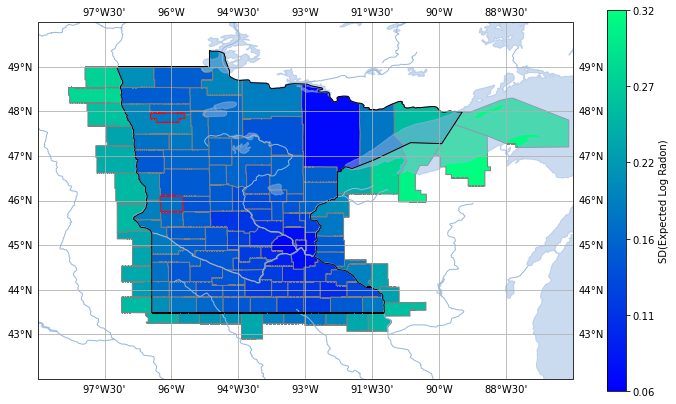 97°W30' 96°W 94°W30' 93°W 91°W30' 90°W 88°W30'
0.32
49°N 49°N
0.27
48°N 48°N
47°N 47°N
0.22
46°N 46°N
SD(Expected Log Radon)
0.16
45°N 45°N
44°N 44°N
0.11
43°N 43°N
0.06
97°W30' 96°W 94°W30' 93°W 91°W30' 90°W 88°W30'